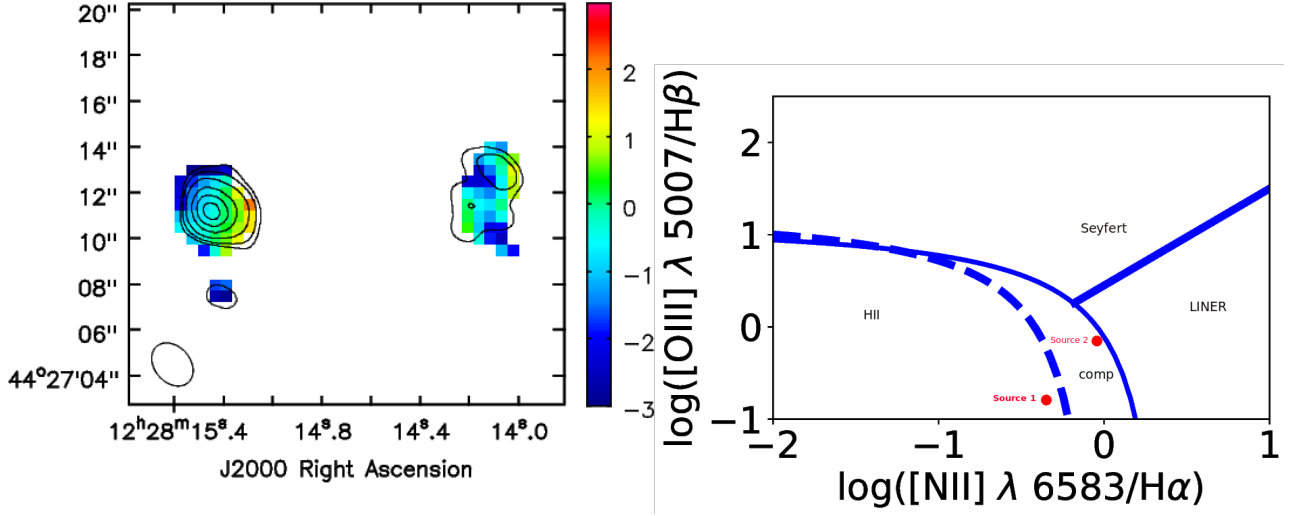 20"
18"
16"
14"
12"
10"
08"
06"
44°27'04"
12ʰ28ᵐ15ˢ.4
14ˢ.8
14ˢ.4
14ˢ.0
J2000 Right Ascension
2
1
0
−1
−2
−3
log([OIII] λ 5007/Hβ)
2
1
0
−1
Seyfert
HII
LINER
Source 2
comp
Source 1
−2
−1
0
1
log([NII] λ 6583/Hα)